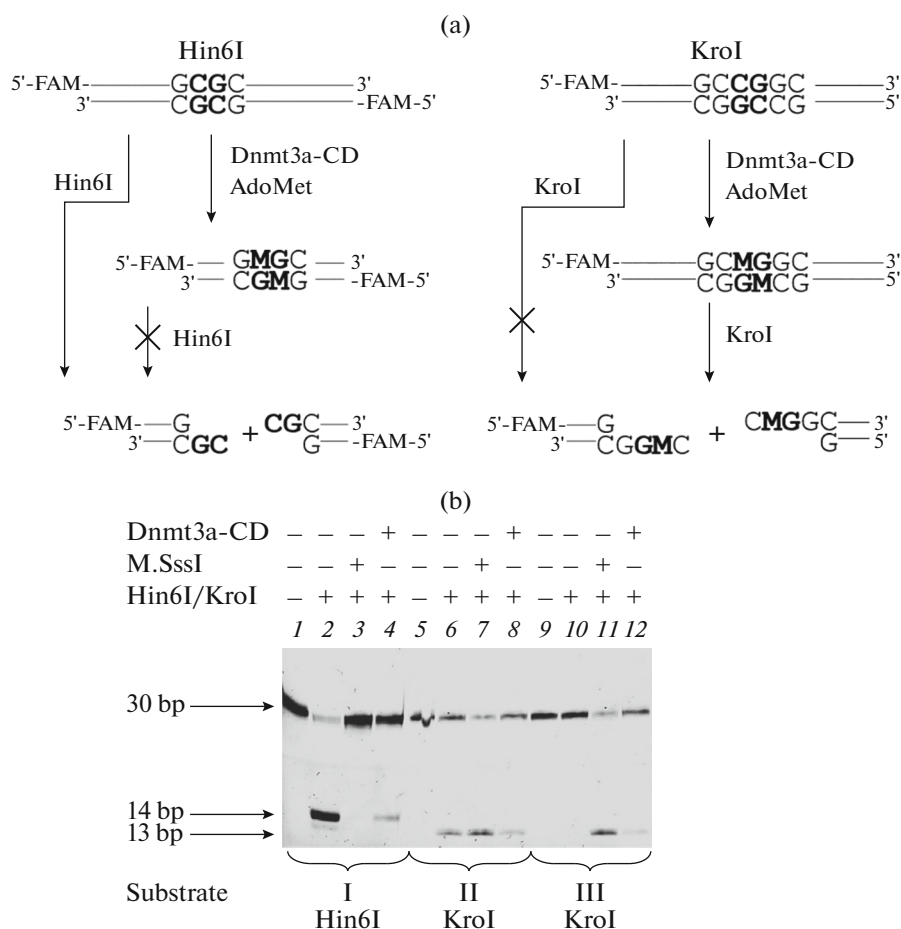 (a)
Hin6I
5'-FAM- GCGC 3'
3' CGCG -FAM-5'
Hin6I
Dnmt3a-CD
AdoMet
5'-FAM- GMGC 3'
3' CGMG -FAM-5'
Hin6I
5'-FAM- G CGC 3'
3' CGC + G -FAM-5'
KroI
5'-FAM- GCCGGC 3'
3' CGGCCG 5'
KroI
Dnmt3a-CD
AdoMet
5'-FAM- GCMGGC 3'
3' CGGMCG 5'
KroI
5'-FAM- G CMGGC 3'
3' CGGMC + G 5'
(b)
Dnmt3a-CD – – – + – – – + – – – +
M.SssI – – + – – – + – – – + –
Hin6I/KroI – + + + – + + + – + + +
1 2 3 4 5 6 7 8 9 10 11 12
30 bp
14 bp
13 bp
Substrate I II III
Hin6I KroI KroI